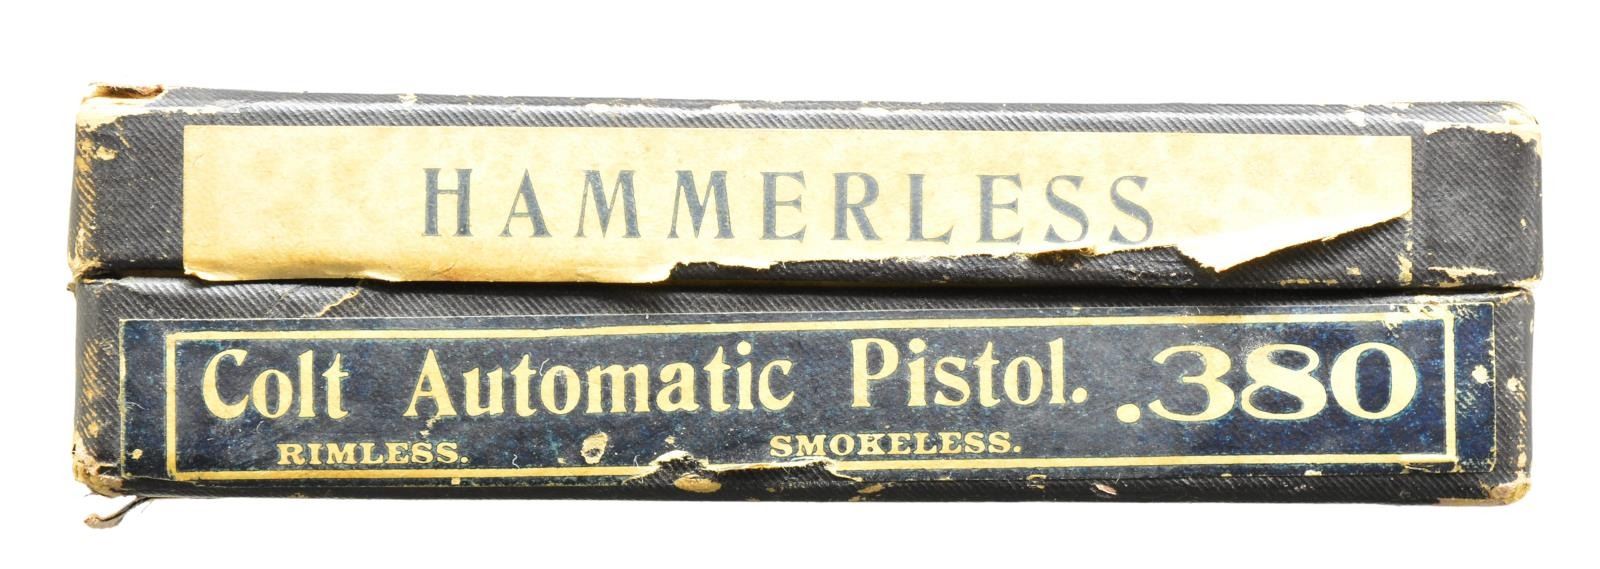 HAMMERLESS
Colt Automatic Pistol. .380
RIMLESS. SMOKELESS.